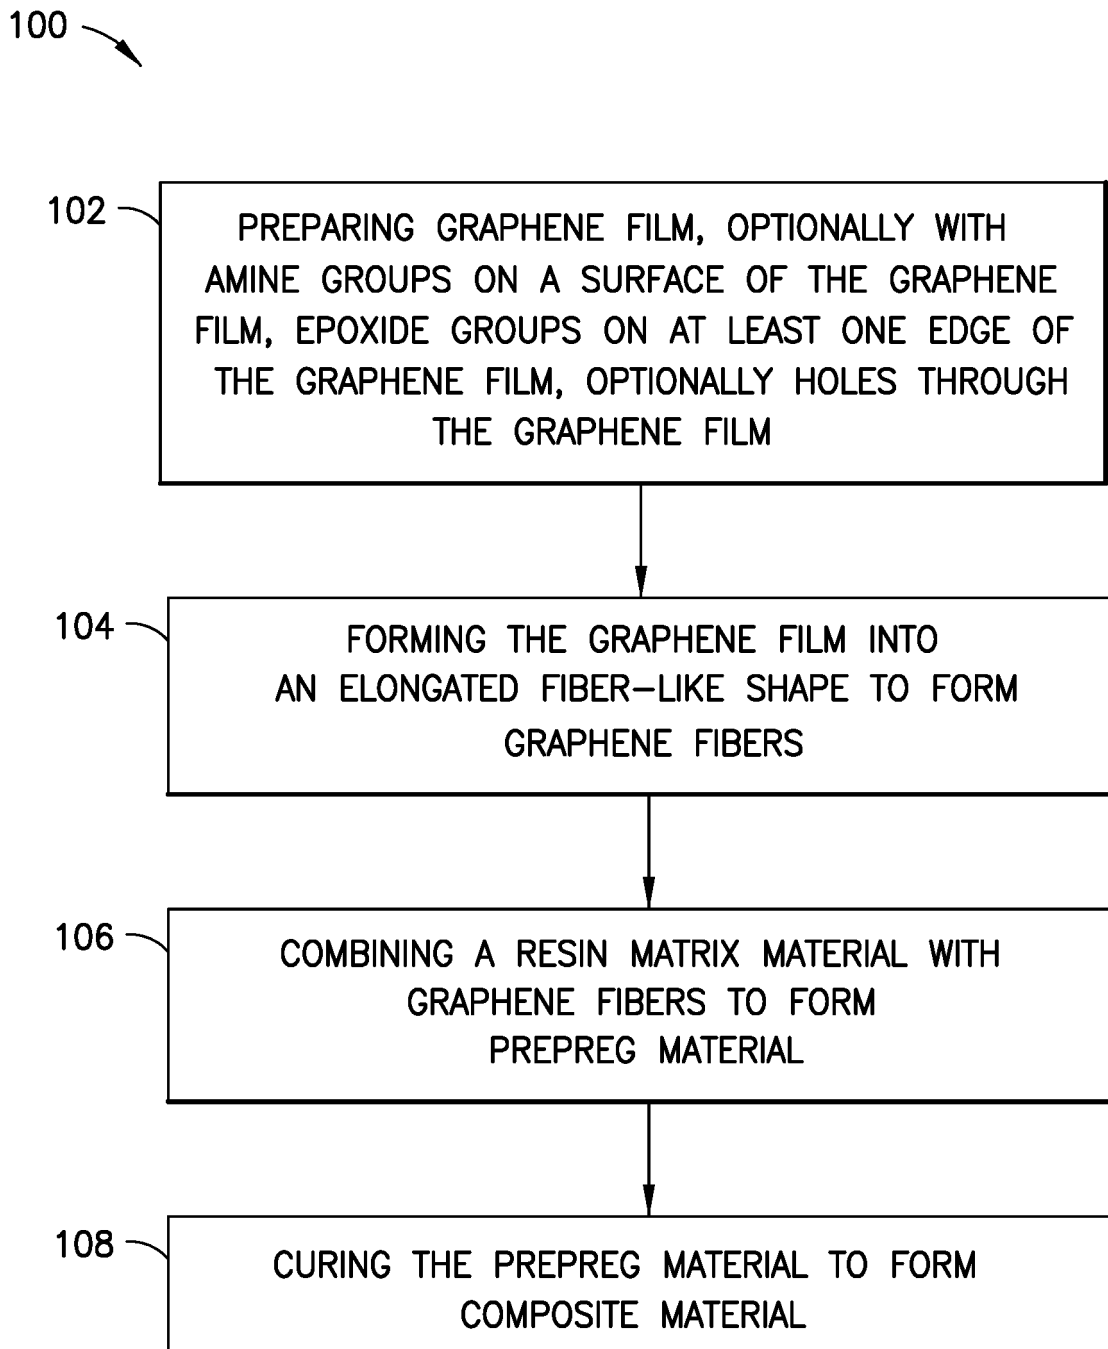 100
102
PREPARING GRAPHENE FILM, OPTIONALLY WITH
AMINE GROUPS ON A SURFACE OF THE GRAPHENE
FILM, EPOXIDE GROUPS ON AT LEAST ONE EDGE OF
THE GRAPHENE FILM, OPTIONALLY HOLES THROUGH
THE GRAPHENE FILM
104
FORMING THE GRAPHENE FILM INTO
AN ELONGATED FIBER-LIKE SHAPE TO FORM
GRAPHENE FIBERS
106
COMBINING A RESIN MATRIX MATERIAL WITH
GRAPHENE FIBERS TO FORM
PREPREG MATERIAL
108
CURING THE PREPREG MATERIAL TO FORM
COMPOSITE MATERIAL